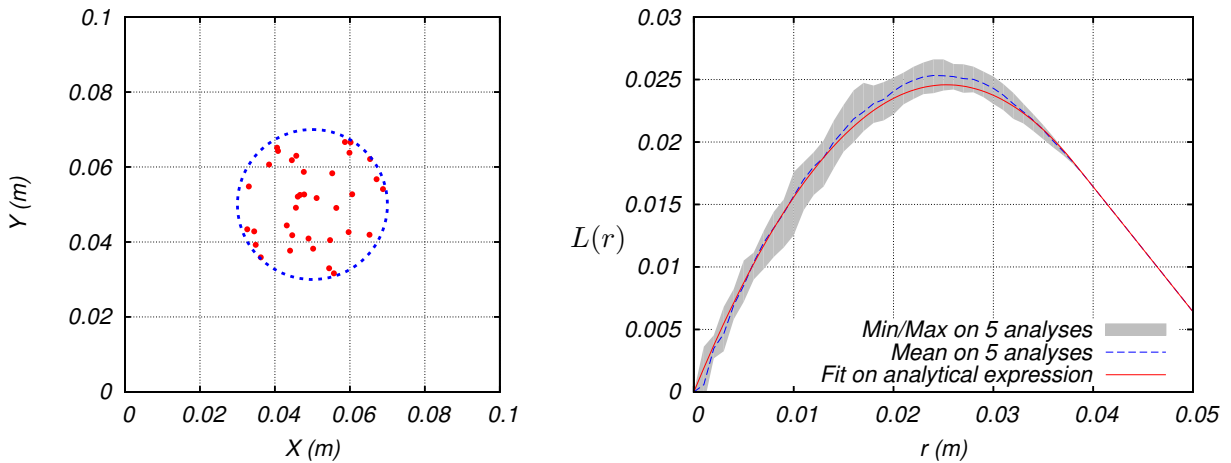 0.1
0.08
0.06
0.04
0.02
0
Y (m)
0 0.02 0.04 0.06 0.08 0.1
X (m)
0.03
0.025
0.02
0.015
0.01
0.005
0
L(r)
Min/Max on 5 analyses
Mean on 5 analyses
Fit on analytical expression
0 0.01 0.02 0.03 0.04 0.05
r (m)